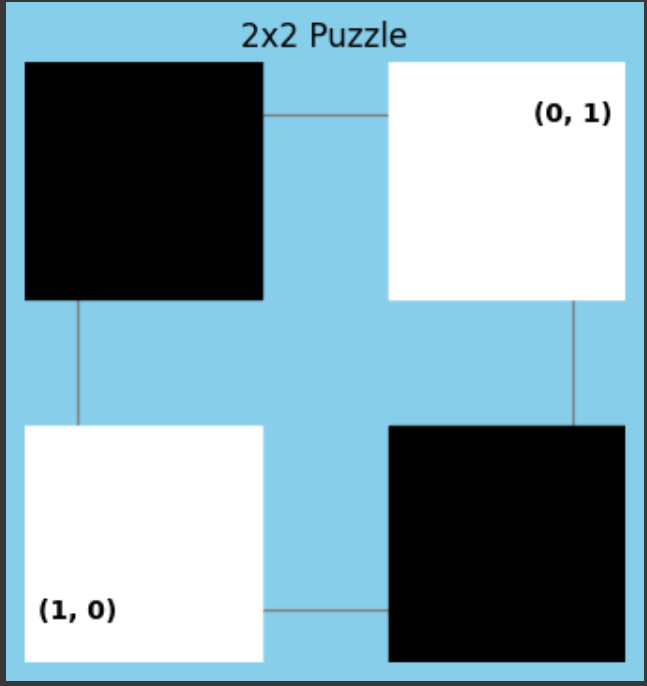 2x2 Puzzle
(0, 1)
(1, 0)